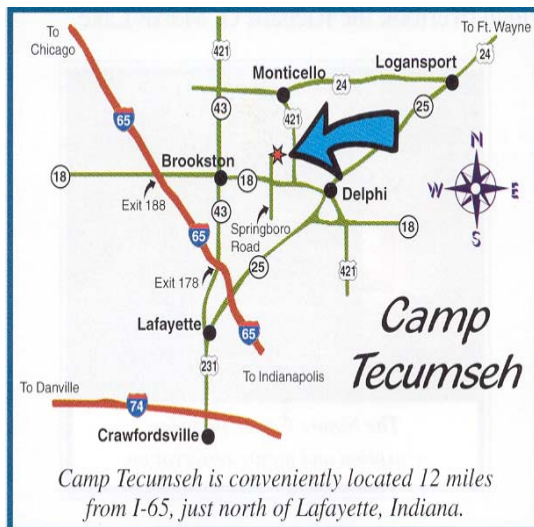 To
Chicago
To Ft. Wayne
421
24
Monticello
Logansport
24
43
421
25
65
18
Brookston
18
Delphi
N
W
E
S
Exit 188
43
Springboro
Road
18
65
25
421
Exit 178
Lafayette
65
231
To Indianapolis
To Danville
74
Crawfordsville
Camp
Tecumseh
Camp Tecumseh is conveniently located 12 miles
from I-65, just north of Lafayette, Indiana.